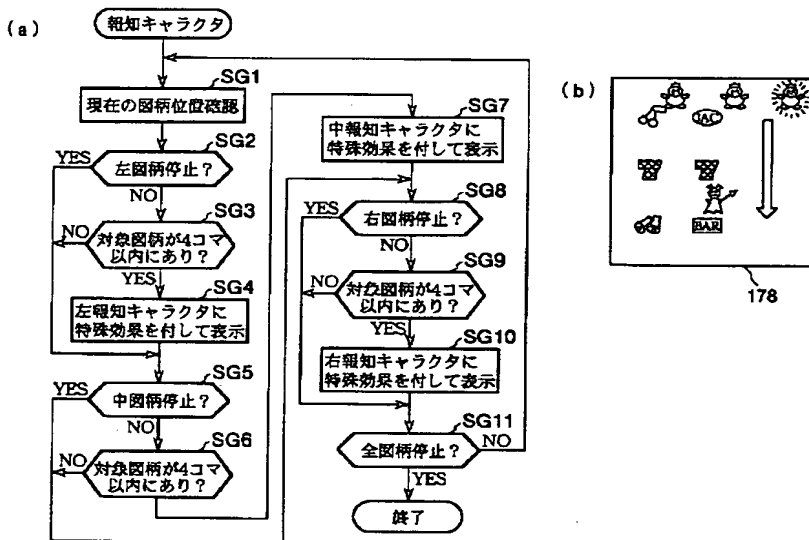 (a)
報知キャラクタ
SG1
現在の図柄位置確認
SG2
YES
左図柄停止?
NO
SG3
NO
対象図柄が4コマ
以内にあり?
YES
SG4
左報知キャラクタに
特殊効果を付して表示
SG5
YES
中図柄停止?
NO
SG6
NO
対象図柄が4コマ
以内にあり?
SG7
中報知キャラクタに
特殊効果を付して表示
SG8
YES
右図柄停止?
NO
SG9
NO
対象図柄が4コマ
以内にあり?
YES
SG10
右報知キャラクタに
特殊効果を付して表示
SG11
全図柄停止?
NO
YES
終了
(b)
JAC
BAR
178